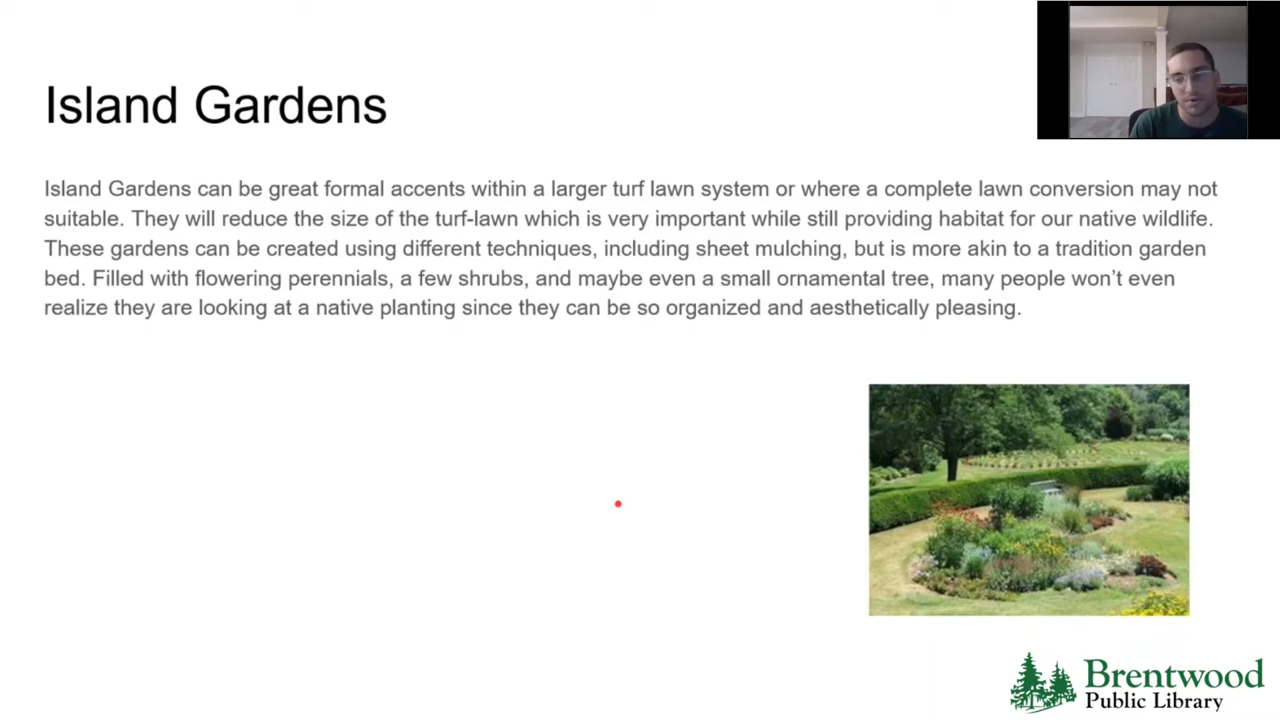 Island Gardens
Island Gardens can be great formal accents within a larger turf lawn system or where a complete lawn conversion may not
suitable. They will reduce the size of the turf-lawn which is very important while still providing habitat for our native wildlife.
These gardens can be created using different techniques, including sheet mulching, but is more akin to a tradition garden
bed. Filled with flowering perennials, a few shrubs, and maybe even a small ornamental tree, many people won’t even
realize they are looking at a native planting since they can be so organized and aesthetically pleasing.
Brentwood
Public Library